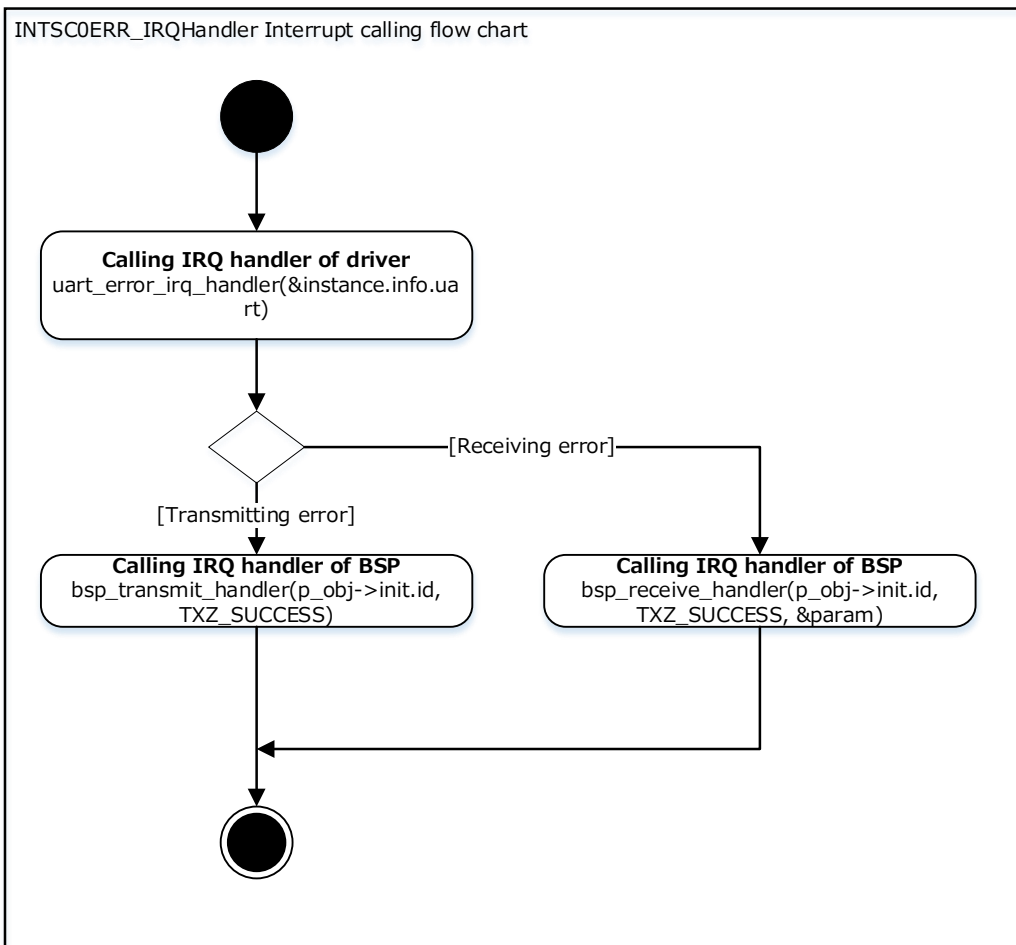 INTSC0ERR_IRQHandler Interrupt calling flow chart
Calling IRQ handler of driver
uart_error_irq_handler(&instance.info.ua
rt)
[Receiving error]
[Transmitting error]
Calling IRQ handler of BSP
bsp_transmit_handler(p_obj->init.id,
TXZ_SUCCESS)
Calling IRQ handler of BSP
bsp_receive_handler(p_obj->init.id,
TXZ_SUCCESS, &param)